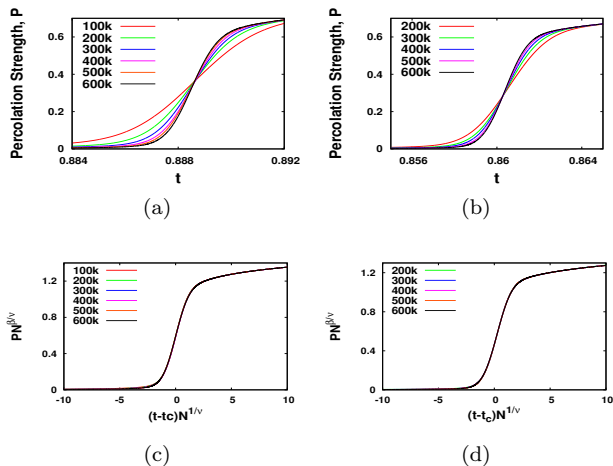 Percolation Strength, P
0.6
0.4
0.2
0
100k
200k
300k
400k
500k
600k
0.884
0.888
0.892
t
(a)
Percolation Strength, P
0.6
0.4
0.2
0
200k
300k
400k
500k
600k
0.856
0.86
0.864
t
(b)
PN^β/ν
1.2
0.8
0.4
0
100k
200k
300k
400k
500k
600k
-10
-5
0
5
10
(t-tc)N^1/ν
(c)
PN^β/ν
1.2
0.8
0.4
0
200k
300k
400k
500k
600k
-10
-5
0
5
10
(t-t_c)N^1/ν
(d)